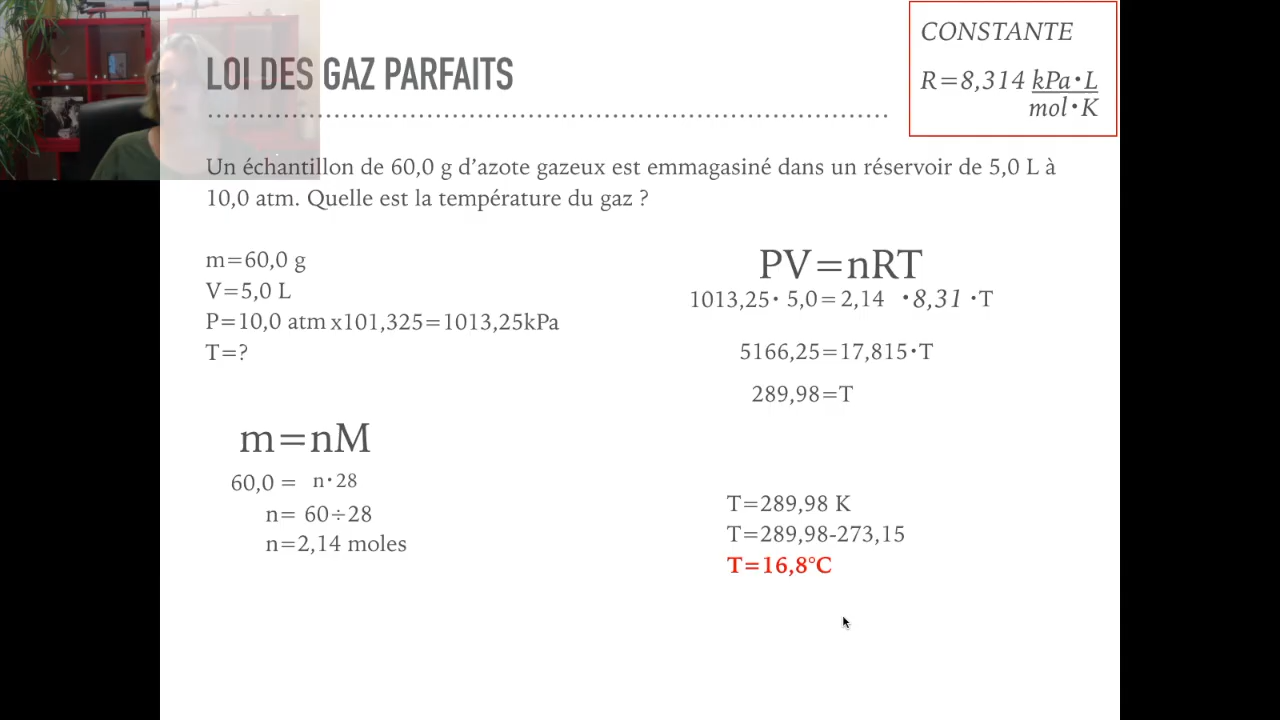 LOI DES GAZ PARFAITS
CONSTANTE
R=8,314 kPa•L
mol•K
Un échantillon de 60,0 g d'azote gazeux est emmagasiné dans un réservoir de 5,0 L à
10,0 atm. Quelle est la température du gaz ?
m=60,0 g
V=5,0 L
P=10,0 atm x101,325=1013,25kPa
T=?
m=nM
60,0 = n•28
n= 60÷28
n=2,14 moles
PV=nRT
1013,25• 5,0=2,14 •8,31 •T
5166,25=17,815•T
289,98=T
T=289,98 K
T=289,98-273,15
T=16,8°C